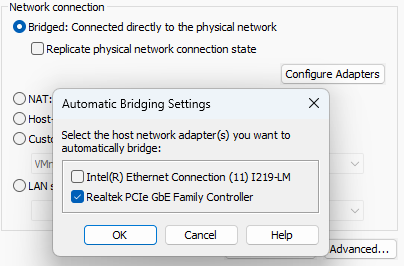 Network connection
Bridged: Connected directly to the physical network
Replicate physical network connection state
Configure Adapters
Automatic Bridging Settings
NAT:
Host-
Select the host network adapter(s) you want to
automatically bridge:
Custo
Intel(R) Ethernet Connection (11) I219-LM
Realtek PCIe GbE Family Controller
LAN s
OK Cancel Help
Advanced...